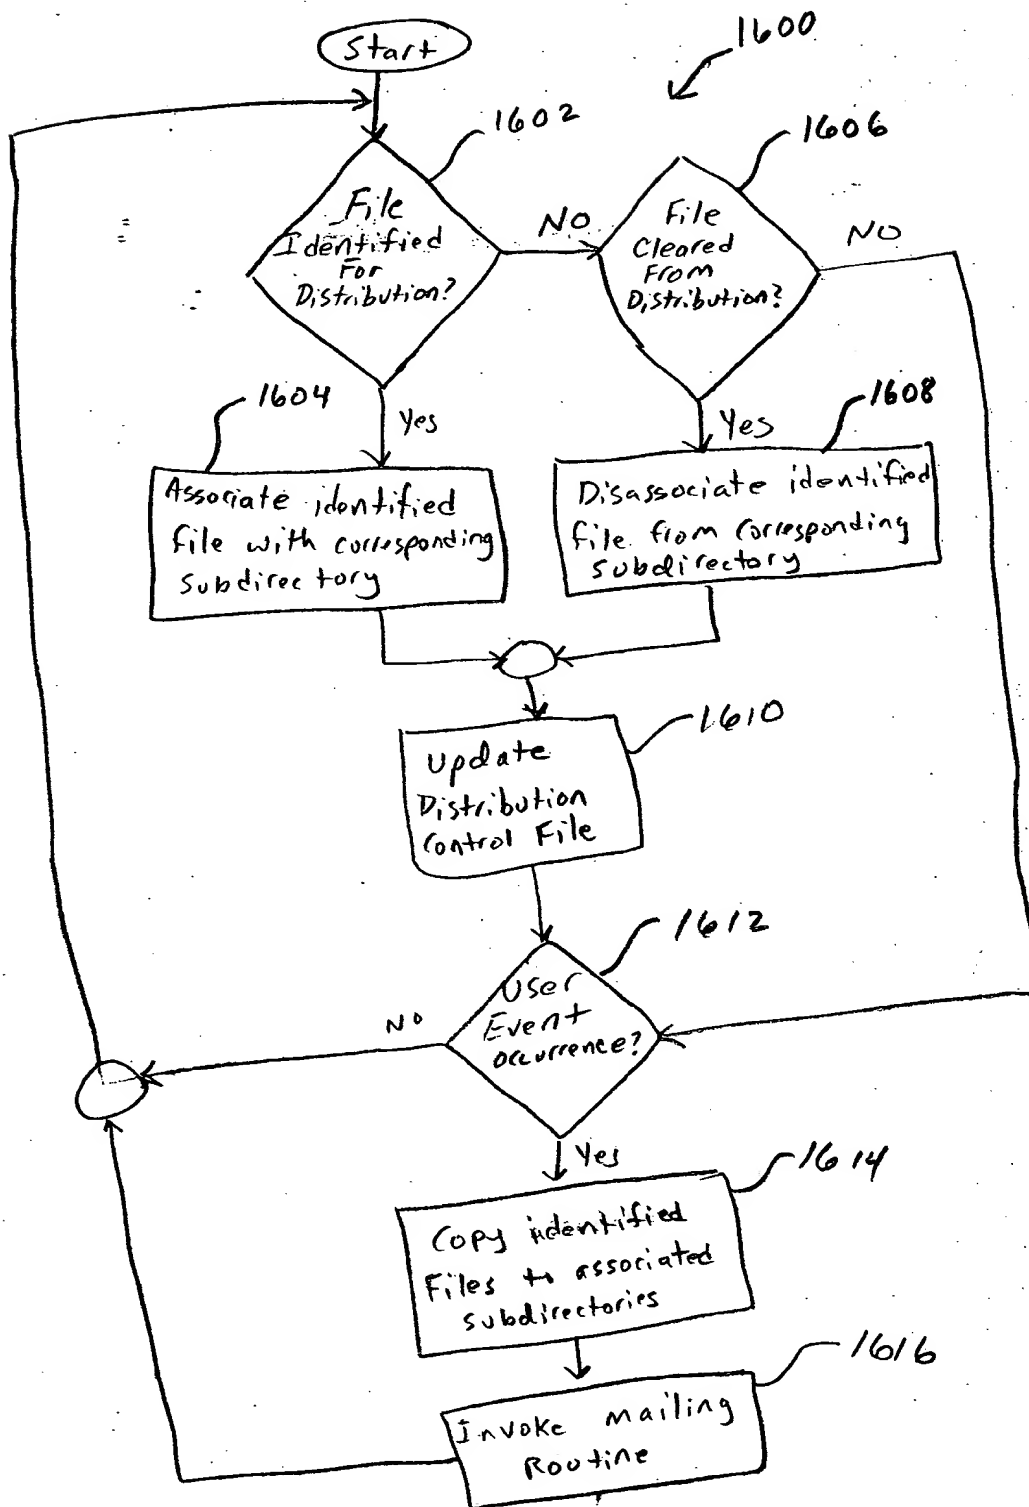 Start
1600
1602
1606
File
Identified
For
Distribution?
NO
File
Cleared
From
Distribution?
NO
1604
Yes
1608
Yes
Associate identified
file with corresponding
subdirectory
Disassociate identified
file from corresponding
subdirectory
1610
Update
Distribution
Control File
1612
User
Event
occurrence?
NO
Yes
1614
Copy identified
Files to associated
subdirectories
1616
Invoke mailing
Routine